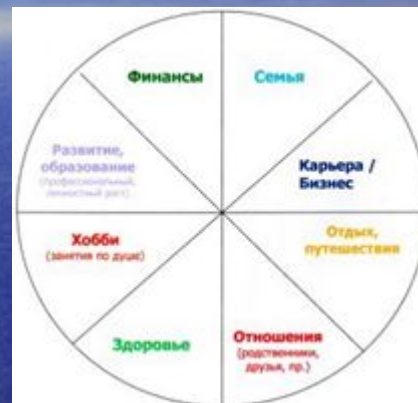 Финансы
Семья
Развитие,
образование
(профессиональный,
личностный рост)
Карьера /
Бизнес
Хобби
(занятия по душе)
Отдых,
путешествия
Здоровье
Отношения
(родственники,
друзья, пр.)